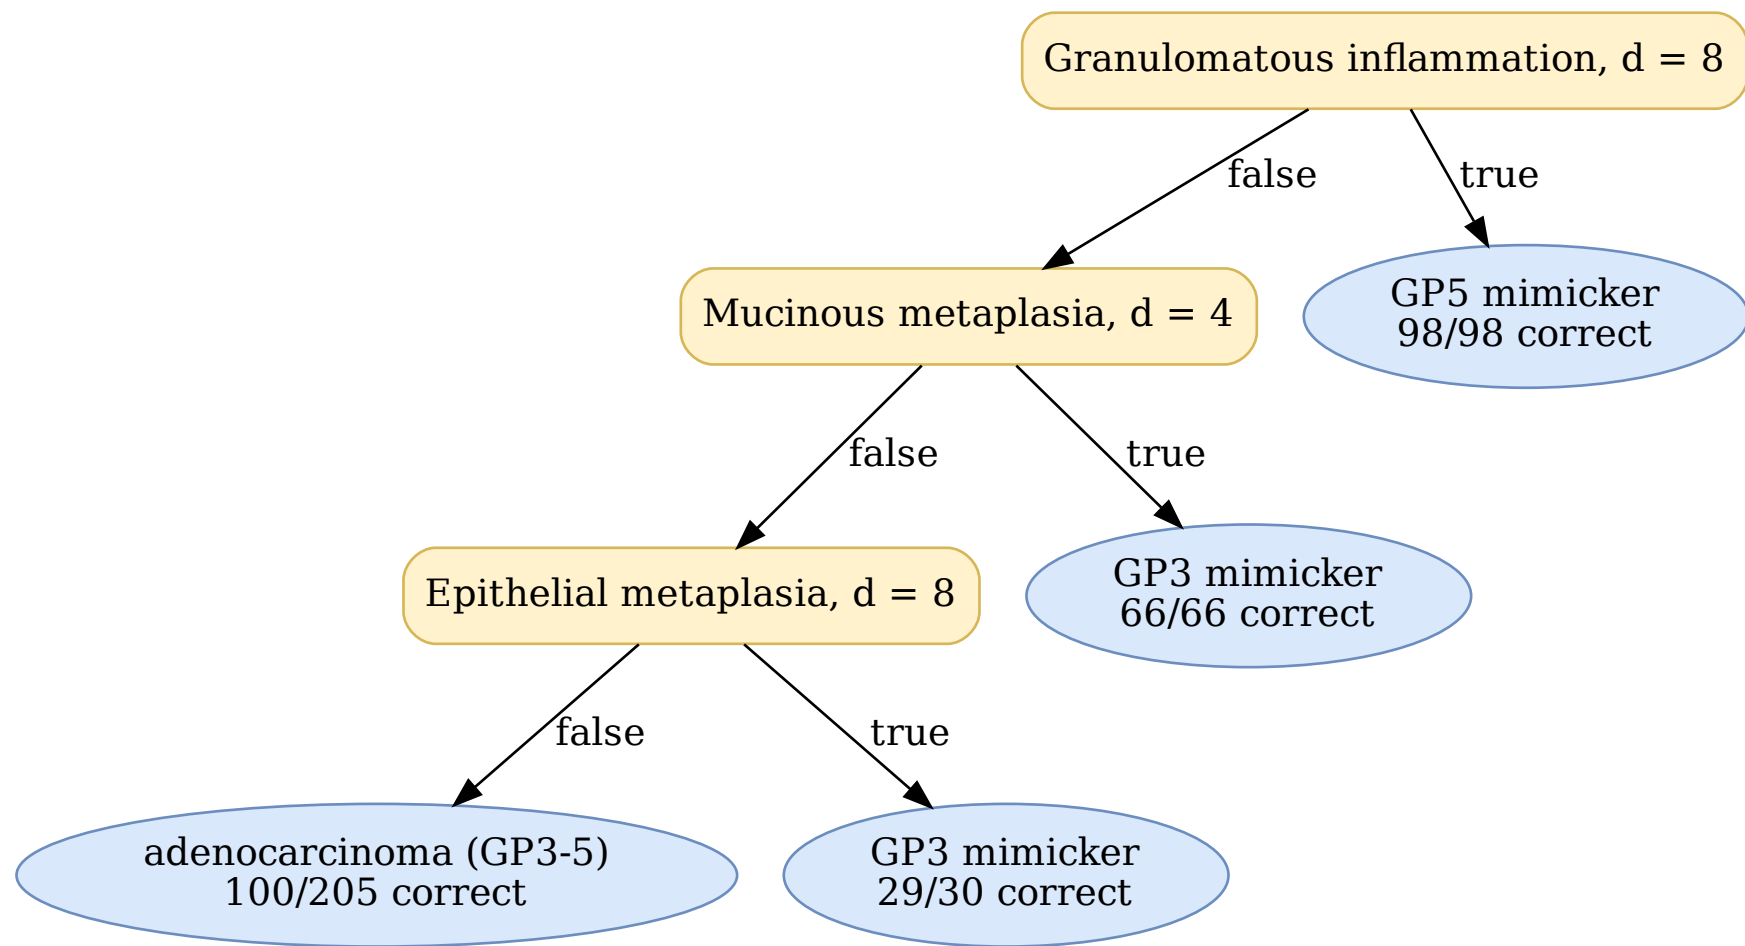 Granulomatous inflammation, d = 8
false
true
Mucinous metaplasia, d = 4
GP5 mimicker
98/98 correct
false
true
Epithelial metaplasia, d = 8
GP3 mimicker
66/66 correct
false
true
adenocarcinoma (GP3-5)
100/205 correct
GP3 mimicker
29/30 correct